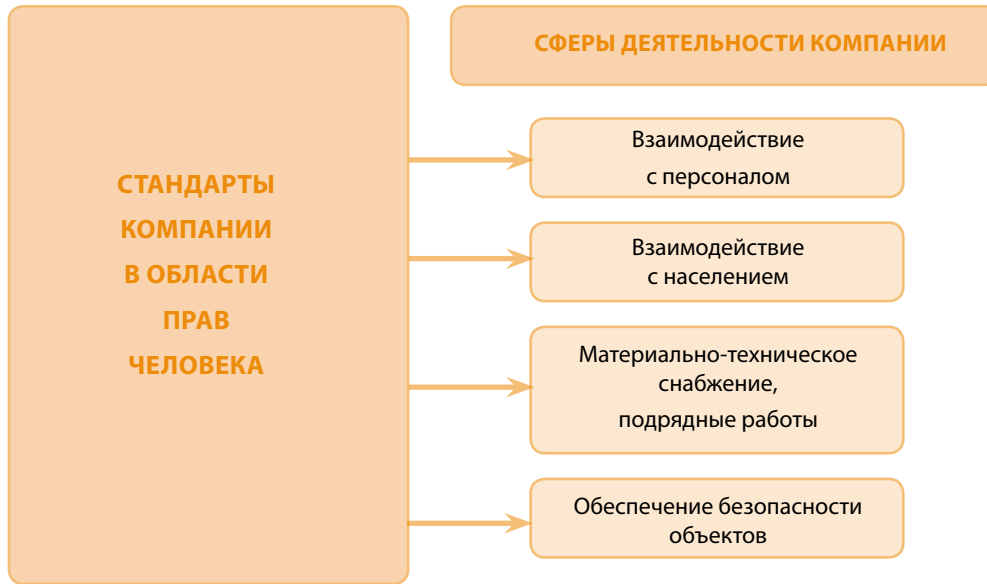 СТАНДАРТЫ
КОМПАНИИ
В ОБЛАСТИ
ПРАВ
ЧЕЛОВЕКА
СФЕРЫ ДЕЯТЕЛЬНОСТИ КОМПАНИИ
Взаимодействие
с персоналом
Взаимодействие
с населением
Материально-техническое
снабжение,
подрядные работы
Обеспечение безопасности
объектов